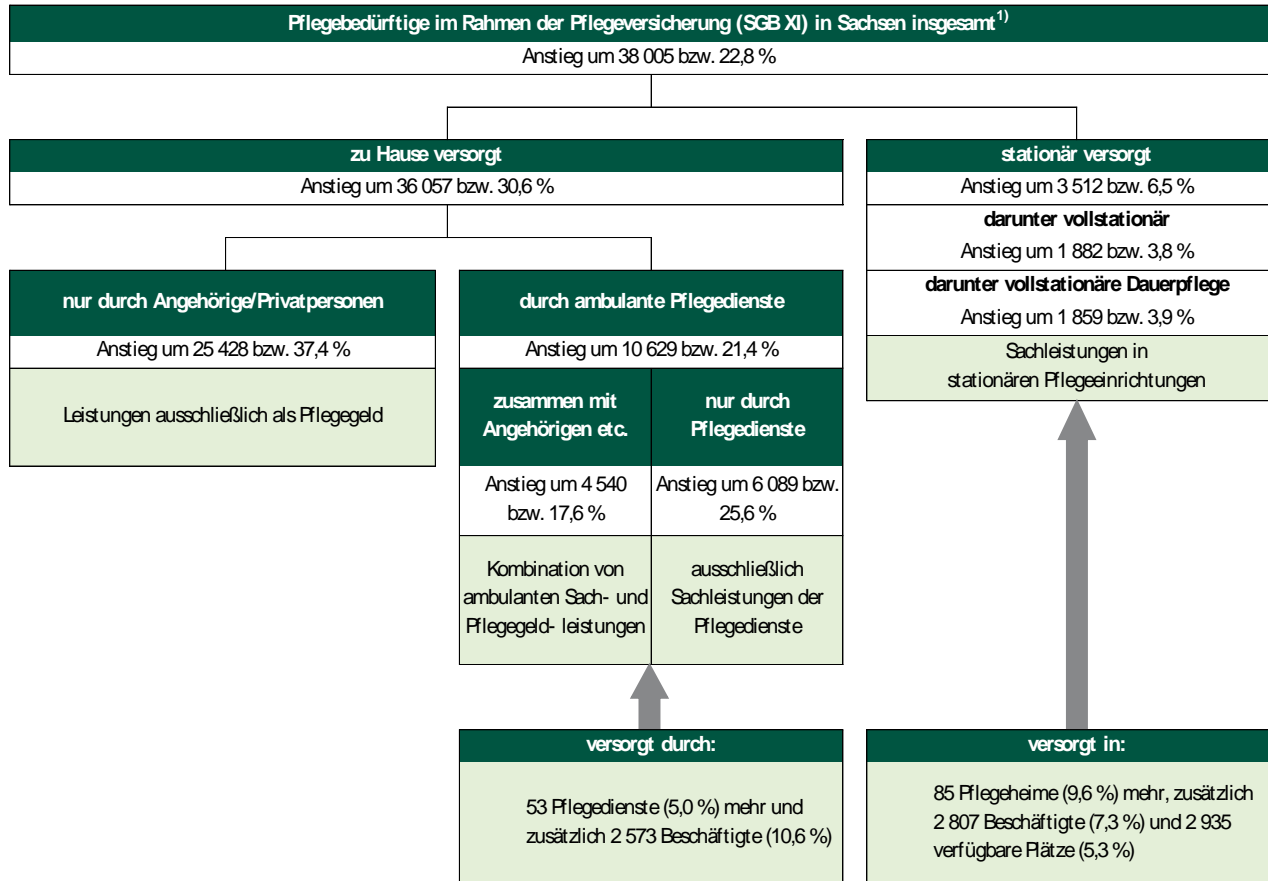 Pflegebedürftige im Rahmen der Pflegeversicherung (SGB XI) in Sachsen insgesamt¹⁾
Anstieg um 38 005 bzw. 22,8 %
zu Hause versorgt
Anstieg um 36 057 bzw. 30,6 %
stationär versorgt
Anstieg um 3 512 bzw. 6,5 %
darunter vollstationär
Anstieg um 1 882 bzw. 3,8 %
darunter vollstationäre Dauerpflege
Anstieg um 1 859 bzw. 3,9 %
Sachleistungen in
stationären Pflegeeinrichtungen
nur durch Angehörige/Privatpersonen
Anstieg um 25 428 bzw. 37,4 %
Leistungen ausschließlich als Pflegegeld
durch ambulante Pflegedienste
Anstieg um 10 629 bzw. 21,4 %
zusammen mit
Angehörigen etc.
Anstieg um 4 540
bzw. 17,6 %
Kombination von
ambulanten Sach- und
Pflegegeld- leistungen
nur durch
Pflegedienste
Anstieg um 6 089 bzw.
25,6 %
ausschließlich
Sachleistungen der
Pflegedienste
versorgt durch:
53 Pflegedienste (5,0 %) mehr und
zusätzlich 2 573 Beschäftigte (10,6 %)
versorgt in:
85 Pflegeheime (9,6 %) mehr, zusätzlich
2 807 Beschäftigte (7,3 %) und 2 935
verfügbare Plätze (5,3 %)